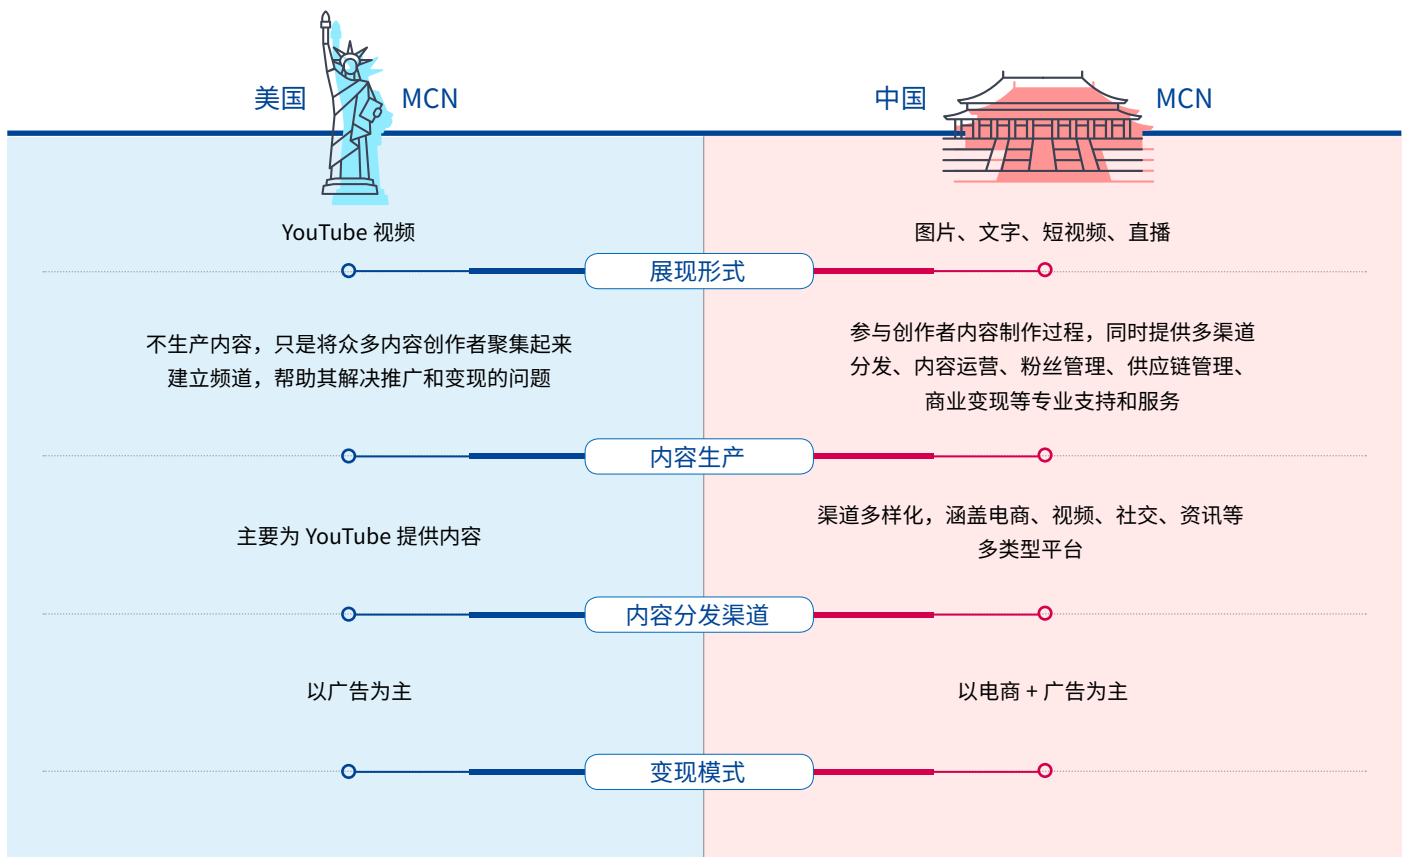 美国 MCN
中国 MCN
YouTube 视频
图片、文字、短视频、直播
展现形式
不生产内容，只是将众多内容创作者聚集起来
建立频道，帮助其解决推广和变现的问题
参与创作者内容制作过程，同时提供多渠道
分发、内容运营、粉丝管理、供应链管理、
商业变现等专业支持和服务
内容生产
主要为 YouTube 提供内容
渠道多样化，涵盖电商、视频、社交、资讯等
多类型平台
内容分发渠道
以广告为主
以电商 + 广告为主
变现模式